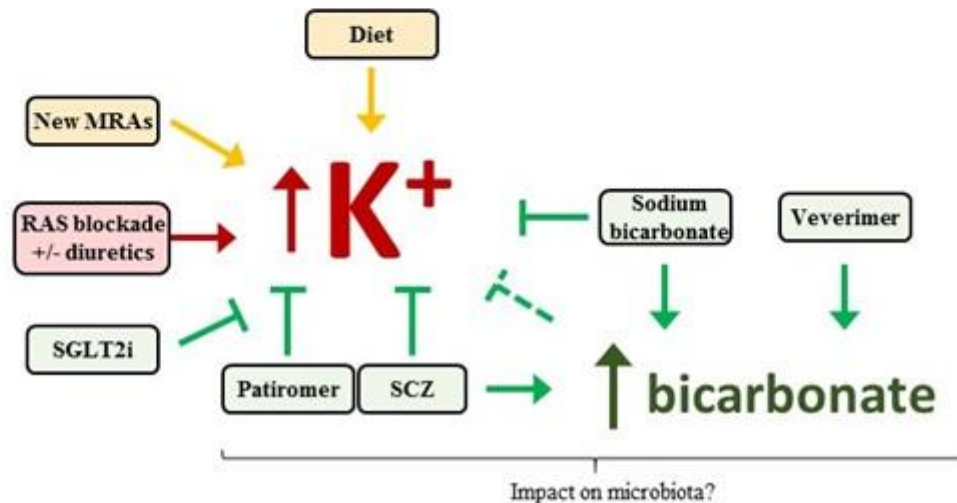 Diet
New MRAs
↑ K⁺
RAS blockade
+/- diuretics
Sodium
bicarbonate
Veverimer
SGLT2i
Patiromer
SCZ
↑ bicarbonate
Impact on microbiota?